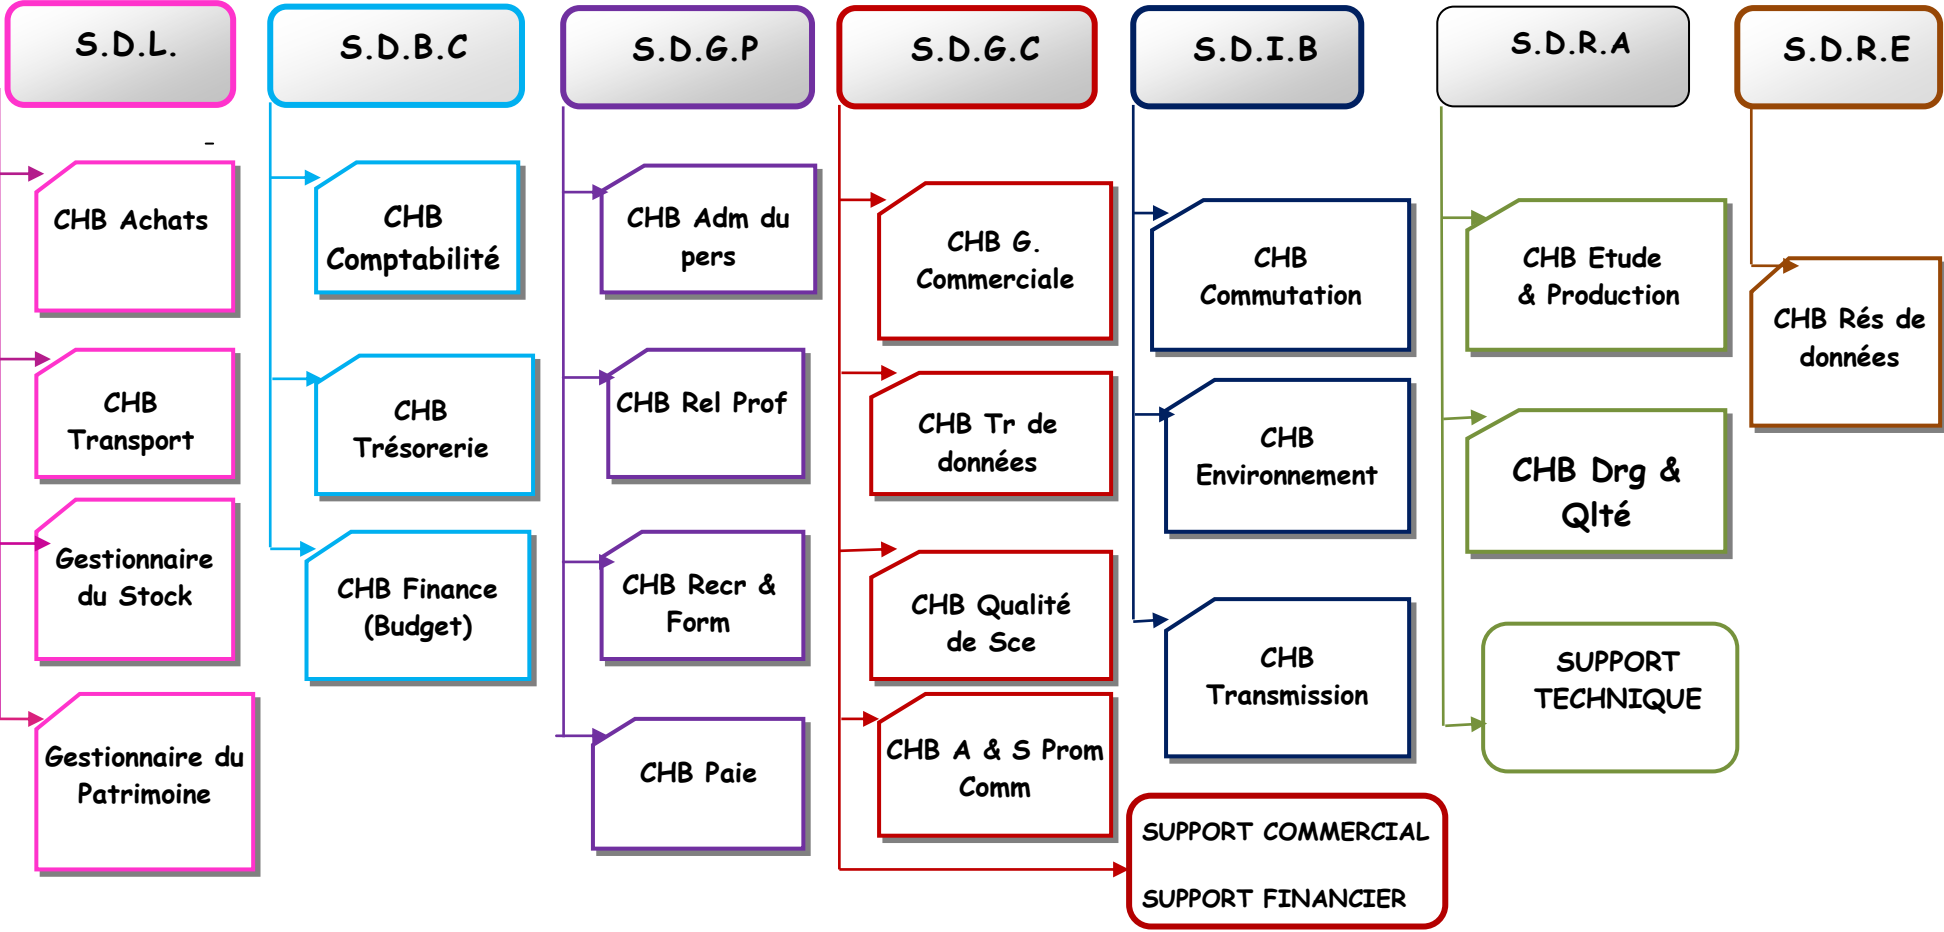 S.D.L.
S.D.B.C
S.D.G.P
S.D.G.C
S.D.I.B
S.D.R.A
S.D.R.E
-
CHB Achats
CHB
Transport
Gestionnaire
du Stock
Gestionnaire du
Patrimoine
CHB
Comptabilité
CHB
Trésorerie
CHB Finance
(Budget)
CHB Adm du
pers
CHB Rel Prof
CHB Recr &
Form
CHB Paie
CHB G.
Commerciale
CHB Tr de
données
CHB Qualité
de Sce
CHB A & S Prom
Comm
SUPPORT COMMERCIAL
SUPPORT FINANCIER
CHB
Commutation
CHB
Environnement
CHB
Transmission
CHB Etude
& Production
CHB Drg &
Qlté
SUPPORT
TECHNIQUE
CHB Rés de
données